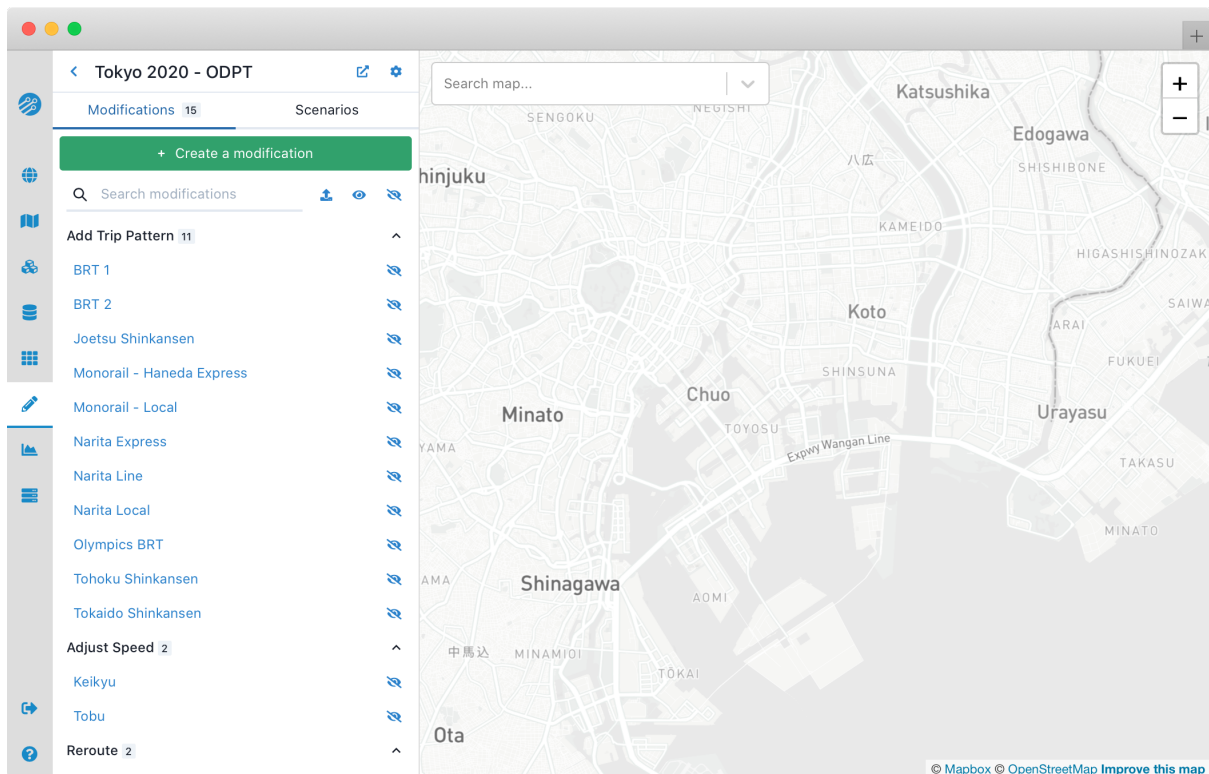 Tokyo 2020 - ODPT
Modifications 15
Scenarios
+ Create a modification
Search modifications
Add Trip Pattern 11
BRT 1
BRT 2
Joetsu Shinkansen
Monorail - Haneda Express
Monorail - Local
Narita Express
Narita Line
Narita Local
Olympics BRT
Tohoku Shinkansen
Tokaido Shinkansen
Adjust Speed 2
Keikyu
Tobu
Reroute 2
Search map...
+
−
Katsushika
NEGISHI
SENGOKU
Edogawa
八広
SHISHIBONE
hinjuku
KAMEIDO
HIGASHISHINOZAK
SAIWA
Koto
ARAI
FUKUEI
SHINSUNA
Chuo
Minato
Urayasu
TOYOSU
YAMA
Expwy Wangan Line
TAKASU
MINATO
AMA
Shinagawa
AOMI
中馬込
MINAMIOI
TŌKAI
Ota
© Mapbox © OpenStreetMap Improve this map